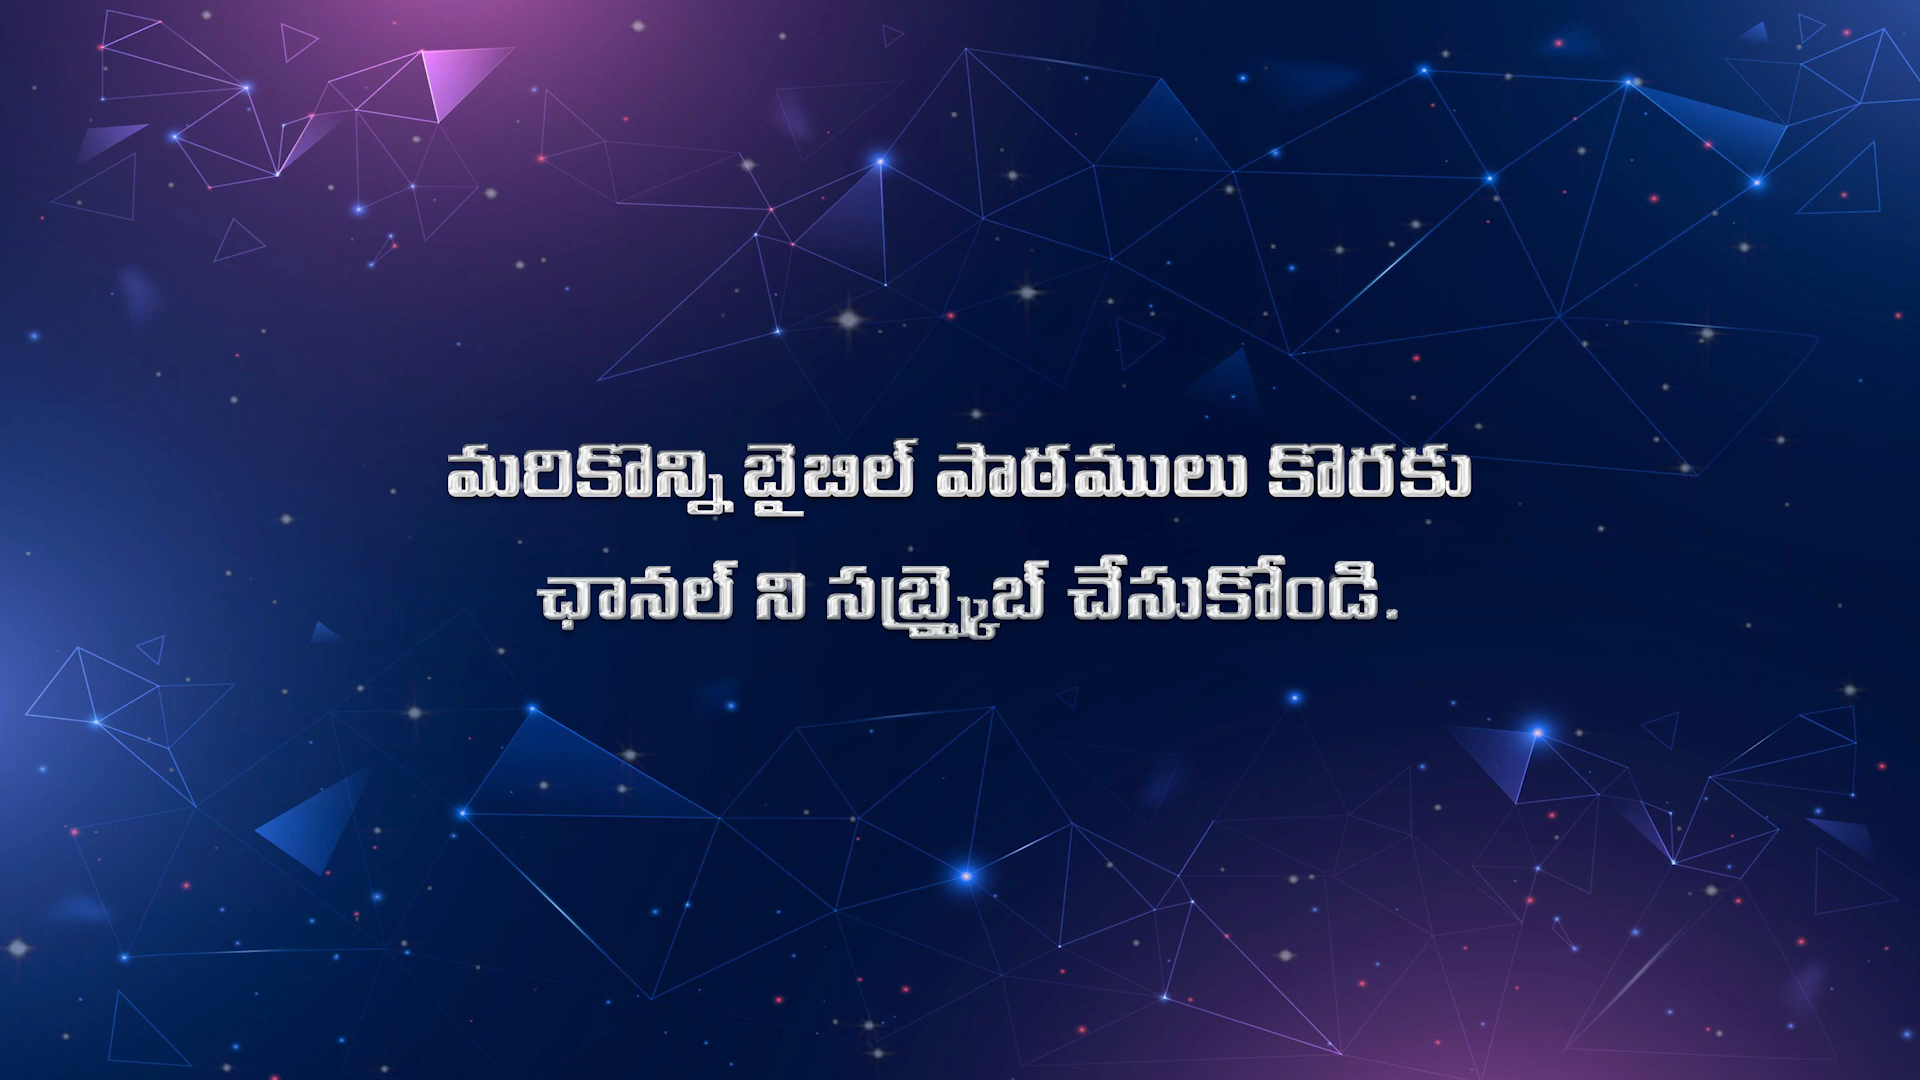 మరికొన్ని బైబిల్ పాఠములు కొరకు
ఛానల్ ని సబ్స్క్రైబ్ చేసుకోండి.